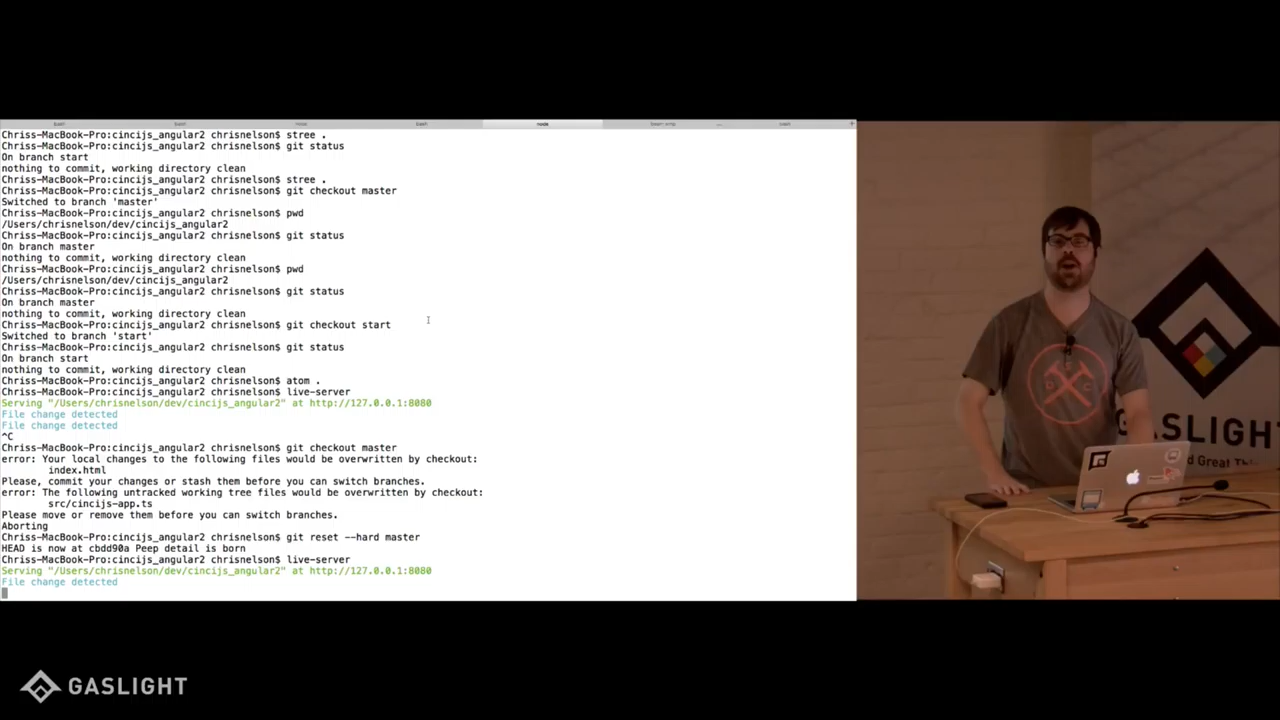 bash
bash
bash
node
Chriss-MacBook-Pro:cincijs_angular2 chrisnelson$ stree .
Chriss-MacBook-Pro:cincijs_angular2 chrisnelson$ git status
On branch start
nothing to commit, working directory clean
Chriss-MacBook-Pro:cincijs_angular2 chrisnelson$ stree .
Chriss-MacBook-Pro:cincijs_angular2 chrisnelson$ git checkout master
Switched to branch 'master'
Chriss-MacBook-Pro:cincijs_angular2 chrisnelson$ pwd
/Users/chrisnelson/dev/cincijs_angular2
Chriss-MacBook-Pro:cincijs_angular2 chrisnelson$ git status
On branch master
nothing to commit, working directory clean
Chriss-MacBook-Pro:cincijs_angular2 chrisnelson$ pwd
/Users/chrisnelson/dev/cincijs_angular2
Chriss-MacBook-Pro:cincijs_angular2 chrisnelson$ git status
On branch master
nothing to commit, working directory clean
Chriss-MacBook-Pro:cincijs_angular2 chrisnelson$ git checkout start
Switched to branch 'start'
Chriss-MacBook-Pro:cincijs_angular2 chrisnelson$ git status
On branch start
nothing to commit, working directory clean
Chriss-MacBook-Pro:cincijs_angular2 chrisnelson$ atom .
Chriss-MacBook-Pro:cincijs_angular2 chrisnelson$ live-server
Serving "/Users/chrisnelson/dev/cincijs_angular2" at http://127.0.0.1:8080
File change detected
File change detected
^C
Chriss-MacBook-Pro:cincijs_angular2 chrisnelson$ git checkout master
error: Your local changes to the following files would be overwritten by checkout:
index.html
Please, commit your changes or stash them before you can switch branches.
error: The following untracked working tree files would be overwritten by checkout:
src/cincijs-app.ts
Please move or remove them before you can switch branches.
Aborting
Chriss-MacBook-Pro:cincijs_angular2 chrisnelson$ git reset --hard master
HEAD is now at cbdd90a Peep detail is born
Chriss-MacBook-Pro:cincijs_angular2 chrisnelson$ live-server
Serving "/Users/chrisnelson/dev/cincijs_angular2" at http://127.0.0.1:8080
File change detected
GASLIGHT
d Great Thi
GASLIGHT